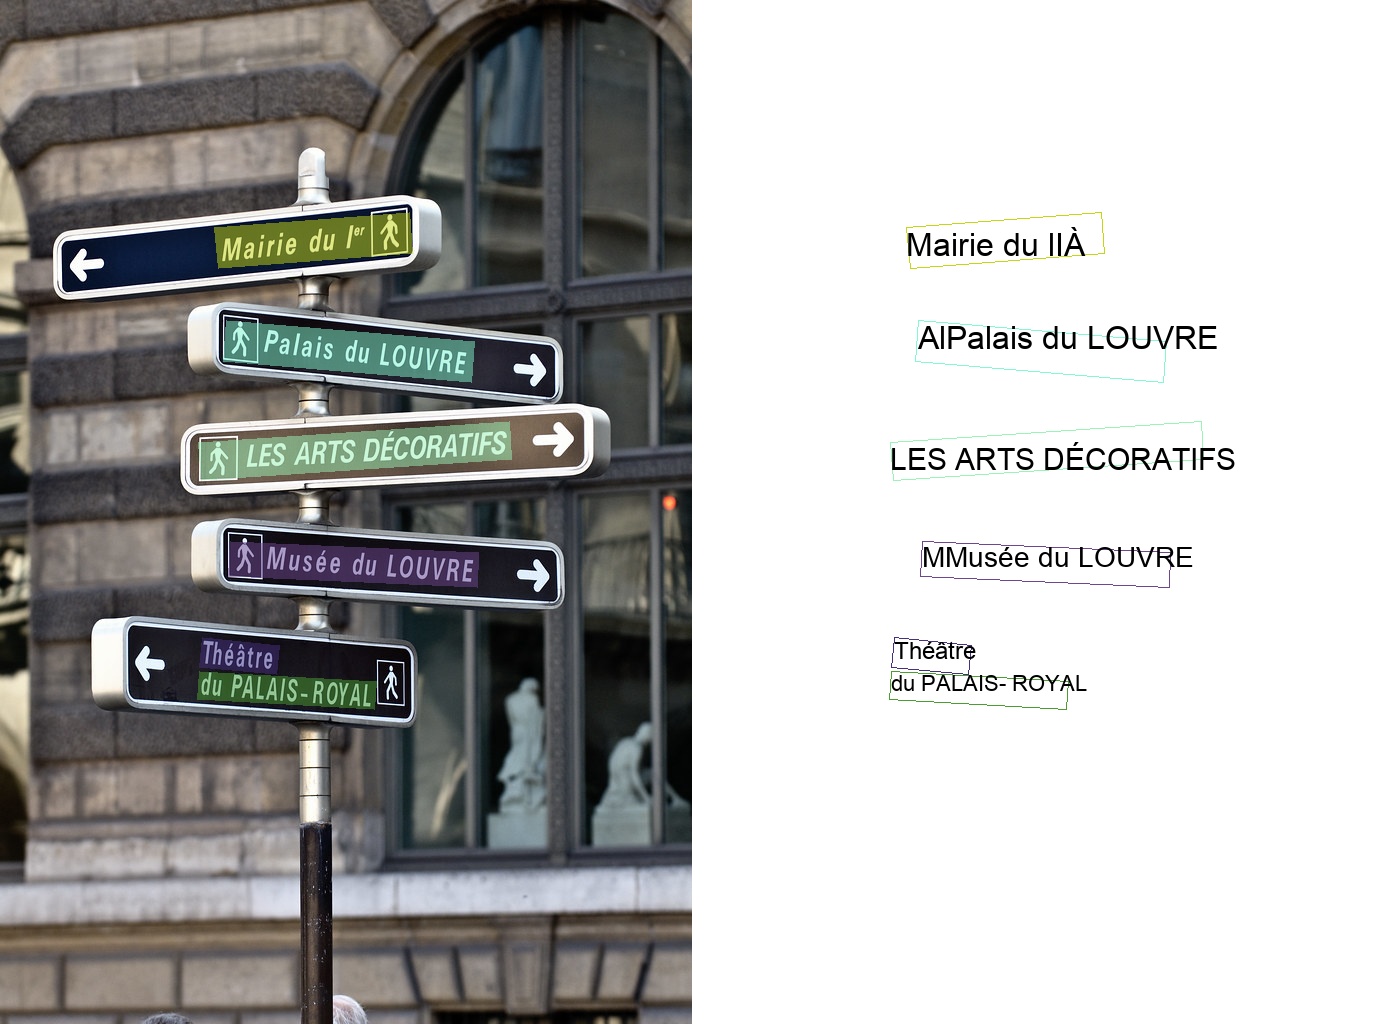 Mairie du Ier
Palais du LOUVRE
LES ARTS DÉCORATIFS
Musée du LOUVRE
Théâtre
du PALAIS-ROYAL
Mairie du IIÀ
AlPalais du LOUVRE
LES ARTS DÉCORATIFS
MMusée du LOUVRE
Théâtre
du PALAIS- ROYAL